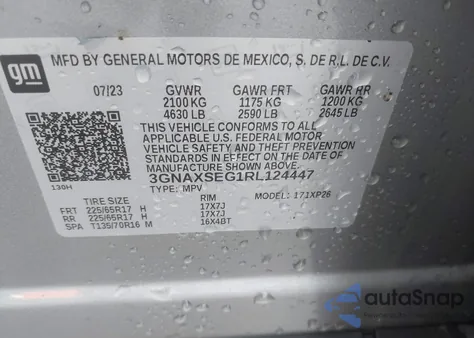 gm
MFD BY GENERAL MOTORS DE MEXICO, S. DE R.L. DE C.V.
07/23 GVWR GAWR FRT GAWR RR
2100 KG 1175 KG 1200 KG
4630 LB 2590 LB 2645 LB
THIS VEHICLE CONFORMS TO ALL
APPLICABLE U.S. FEDERAL MOTOR
VEHICLE SAFETY AND THEFT PREVENTION
STANDARDS IN EFFECT ON THE DATE OF
MANUFACTURE SHOWN ABOVE.
3GNAXSEG1RL124447
TYPE: MPV MODEL: 171XP26
130H
TIRE SIZE RIM
FRT 225/65R17 H 17X7J
RR 225/65R17 H 17X7J
SPA T135/70R16 M 16X4BT
autoSnap